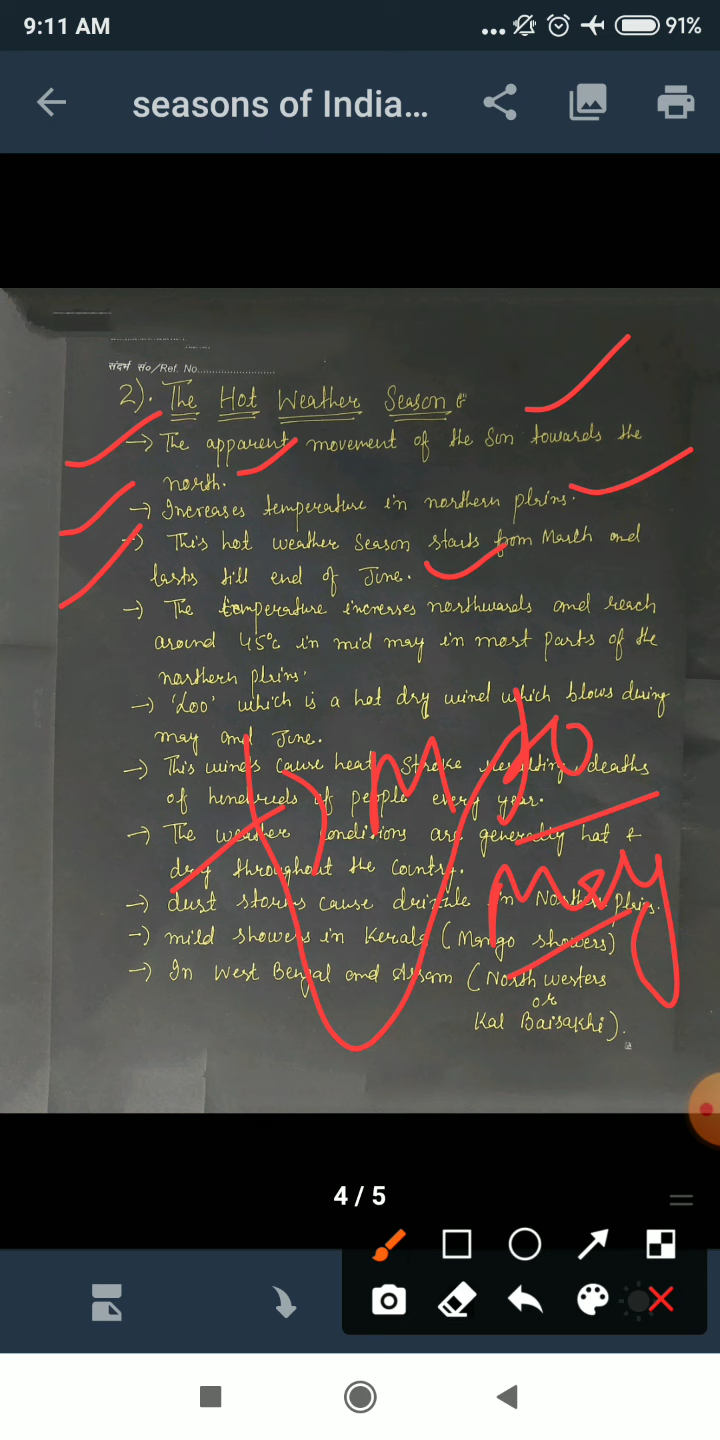 9:11 AM
91%
seasons of India...
संदर्भ सं०/Ref. No.
2). The Hot Weather Season
→ The apparent movement of the Sun towards the
north.
→ Increases temperature in northern plains.
→ This hot weather Season starts from March and
lasts till end of June.
→ The temperature increases northwards and reach
around 45°c in mid may in most parts of the
northern plains.
→ 'Loo' which is a hot dry wind which blows during
may and June.
→ This winds cause heat Stroke resulting deaths
of hundreds of people every year.
→ The weather conditions are generally hot &
dry throughout the country.
→ dust storms cause drizzle in Northern plains.
→ mild showers in Kerala (Mango showers)
→ In West Bengal and Assam (North westers
or
Kal Baisakhi).
M to
May
4 / 5